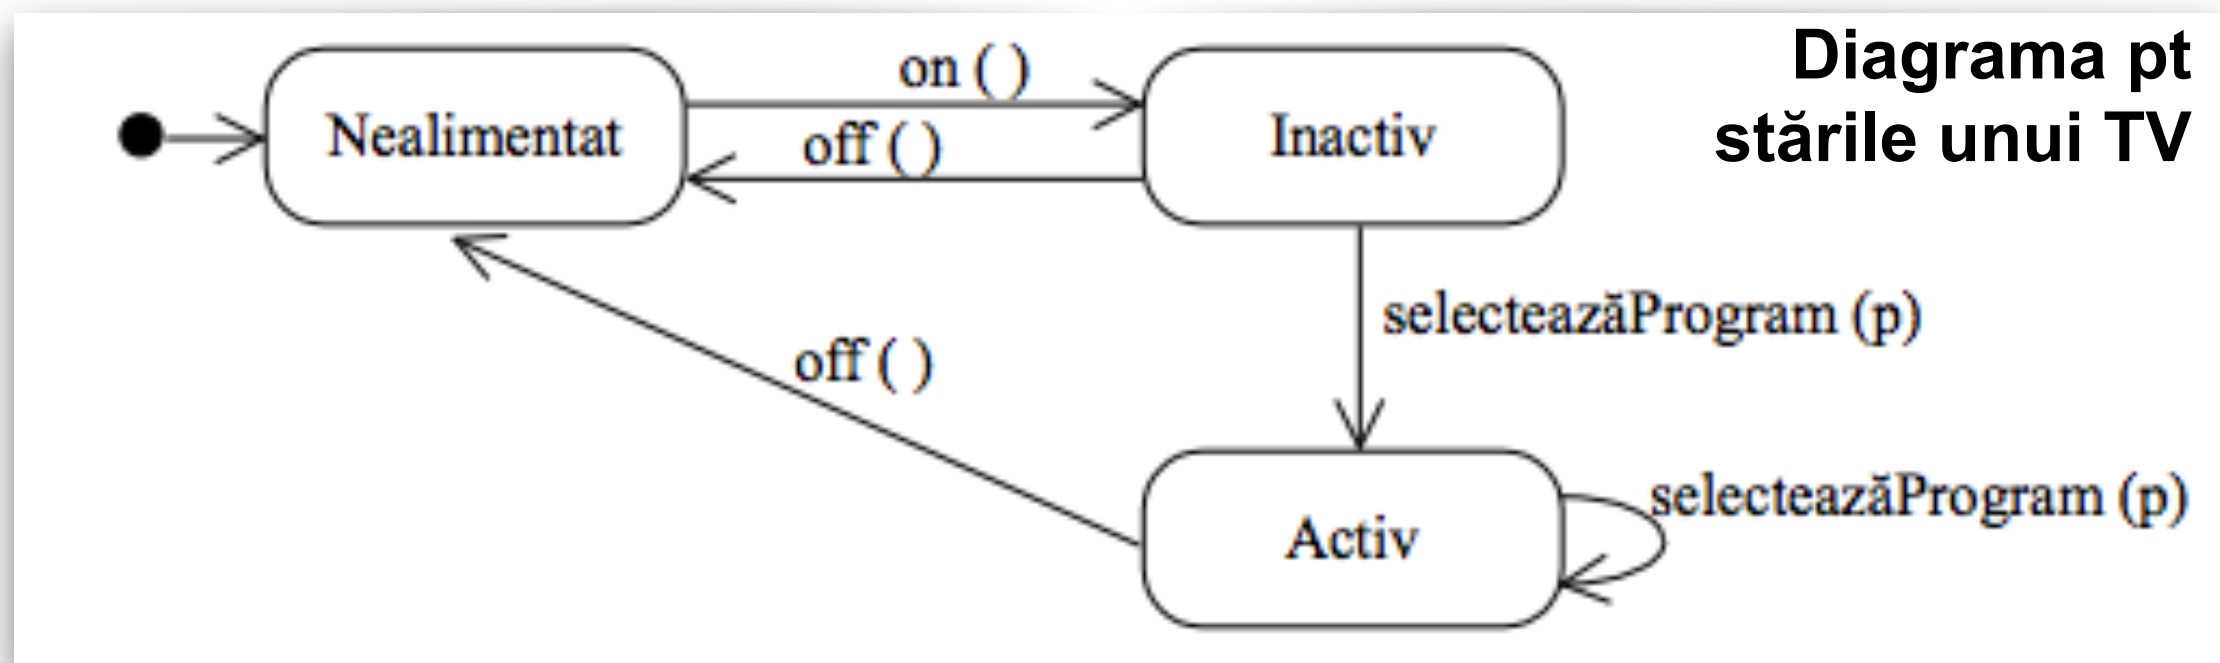 Diagrama pt
stările unui TV
on ( )
Nealimentat
off ( )
Inactiv
selecteazăProgram (p)
off ( )
selecteazăProgram (p)
Activ